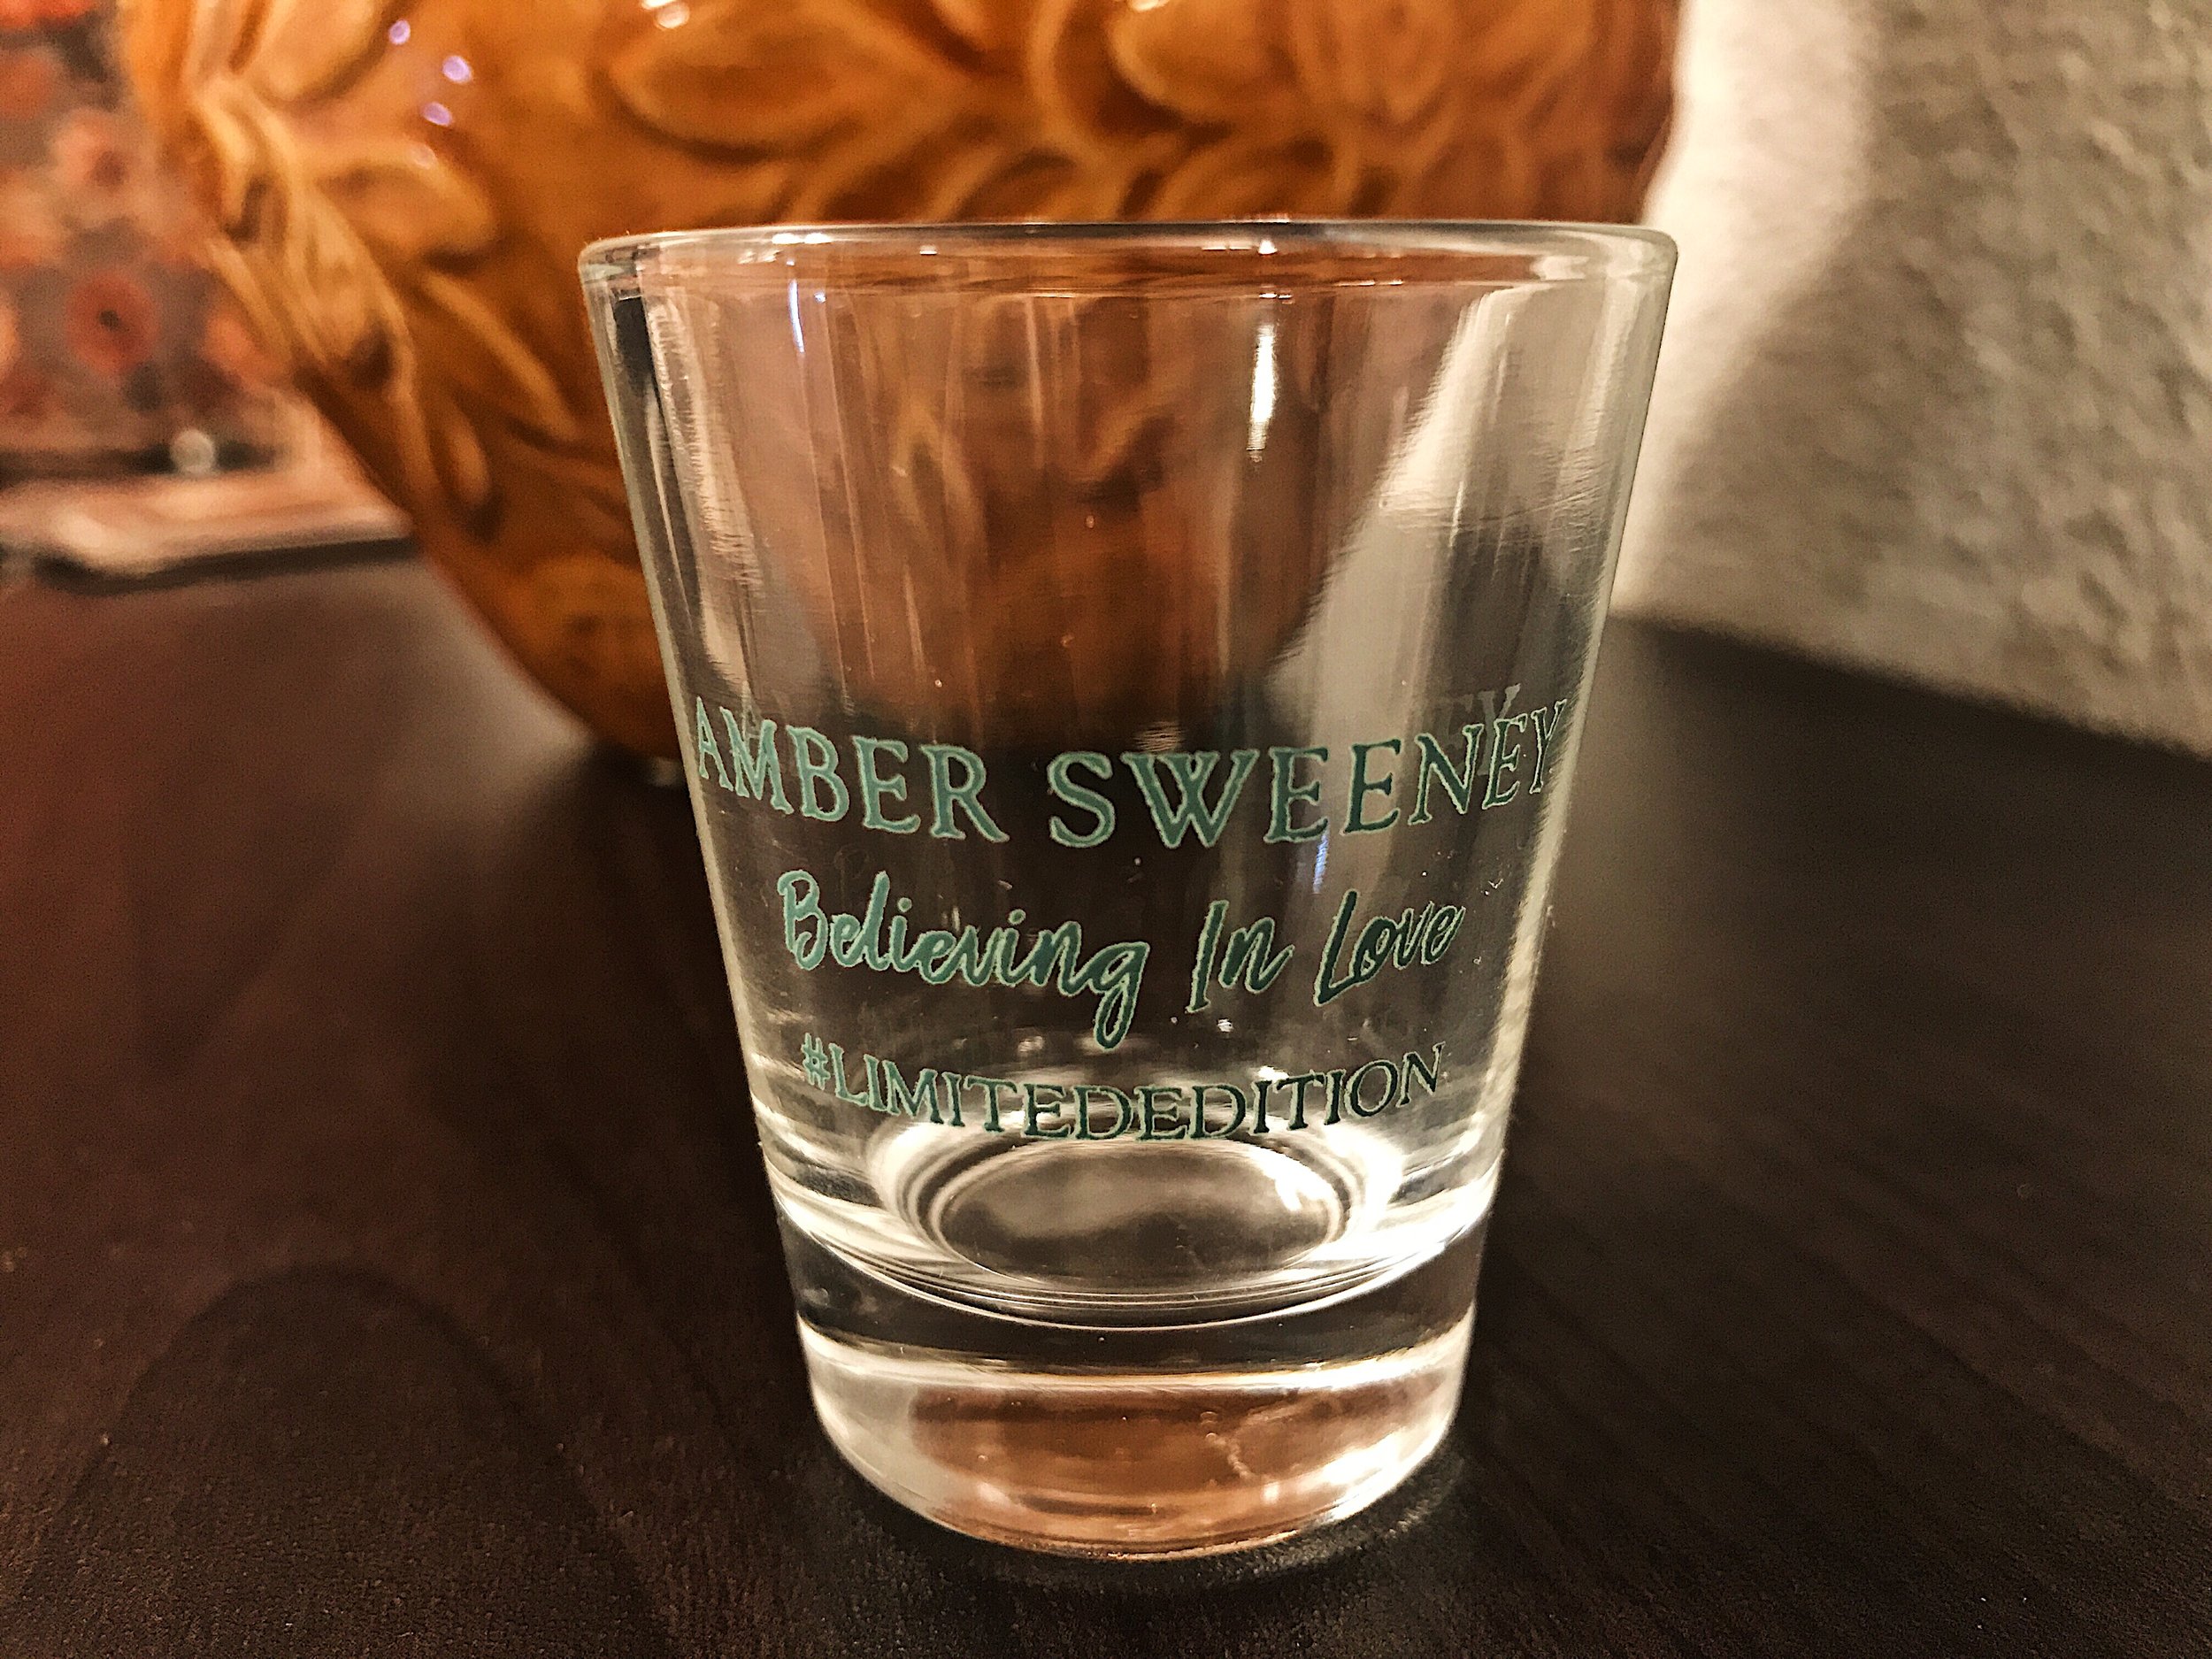 AMBER SWEENEY
Believing In Love
#LIMITEDEDITION